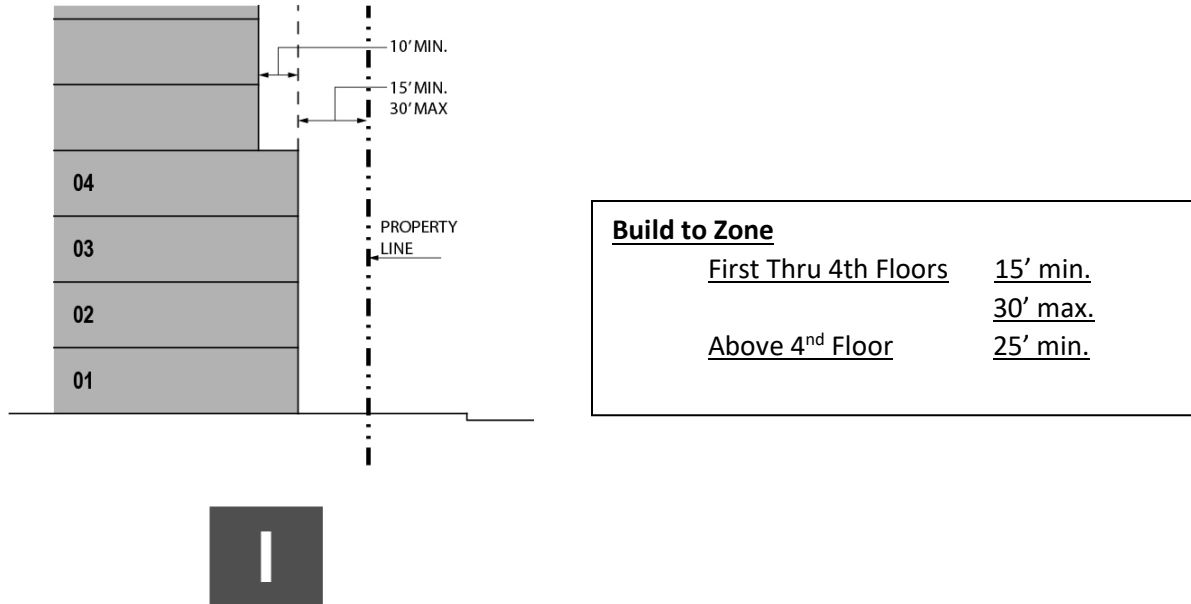 10' MIN.
15' MIN.
30' MAX
04
PROPERTY
03
LINE
02
01
Build to Zone
First Thru 4th Floors 15’ min.
30’ max.
Above 4nd Floor 25’ min.
I